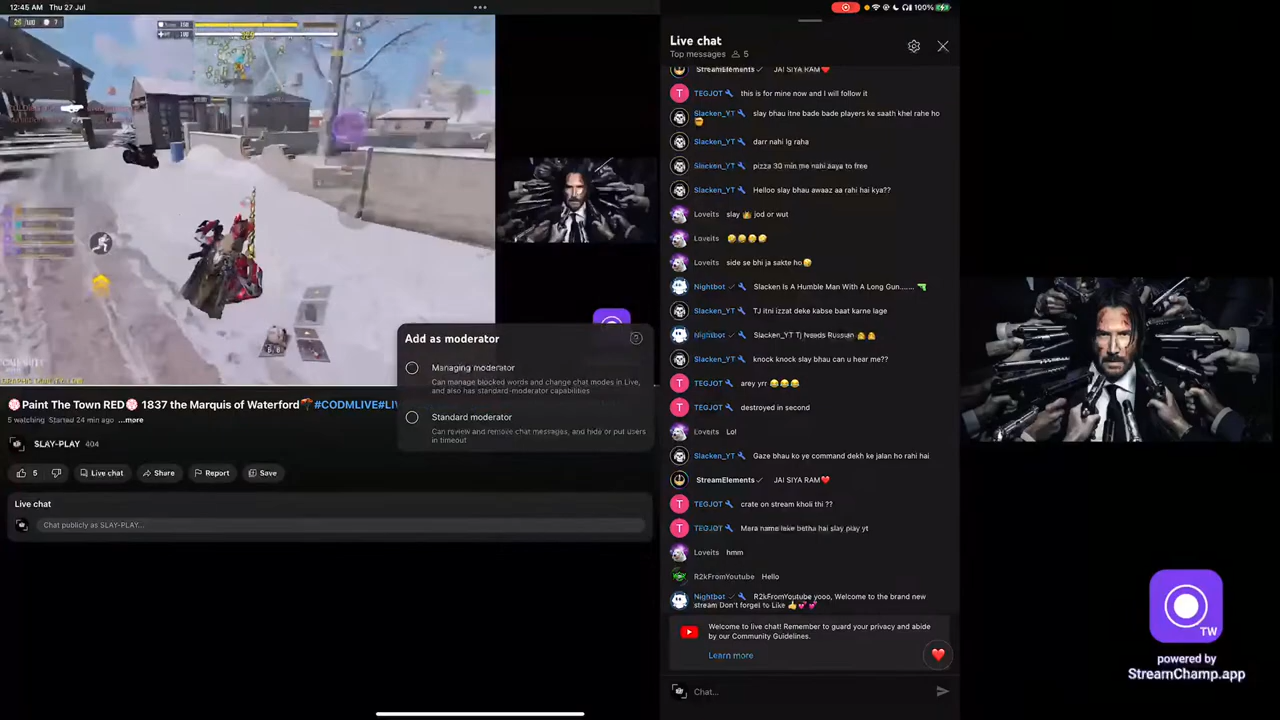 12:45 AM Thu 27 Jul
100%
Add as moderator
Managing moderator
Can manage blocked words and change chat modes in Live,
and also has standard-moderator capabilities
Standard moderator
Can review and remove chat messages, and hide or put users
in timeout
Paint The Town RED 1837 the Marquis of Waterford #CODMLIVE #LI
5 watching Started 24 min ago ...more
SLAY-PLAY 404
5 Live chat Share Report Save
Live chat
Chat publicly as SLAY-PLAY...
Live chat
Top messages 5
StreamElements JAI SIYA RAM❤️
T TEGJOT this is for mine now and I will follow it
Slacken_YT slay bhau Itne bade bade players ke saath khel rahe ho
✊
Slacken_YT darr nahi lg raha
Slacken_YT pizza 30 min me nahi aaya to free
Slacken_YT Helloo slay bhau awaaz aa rahi hai kya??
Loveits slay jod or wut
Loveits 🤣🤣🤣🤣
Loveits side se bhi ja sakte ho🤣
Nightbot Slacken Is A Humble Man With A Long Gun...... 🔫
Slacken_YT TJ itni izzat deke kabse baat karne lage
Nightbot Slacken_YT Tj Needs Russian
Slacken_YT knock knock slay bhau can u hear me??
T TEGJOT arey yrr 😂😂😂
T TEGJOT destroyed in second
Loveits Lo!
Slacken_YT Gaze bhau ko ye command dekh ke jalan ho rahi hai
StreamElements JAI SIYA RAM❤️
T TEGJOT crate on stream kholi thi ??
T TEGJOT Mera name leke betha hai slay play yt
Loveits hmm
R2kFromYoutube Hello
Nightbot R2kFromYoutube yooo, Welcome to the brand new
stream Don't forget to Like 👍💕💕
Welcome to live chat! Remember to guard your privacy and abide
by our Community Guidelines.
Learn more
Chat...
TW
powered by
StreamChamp.app